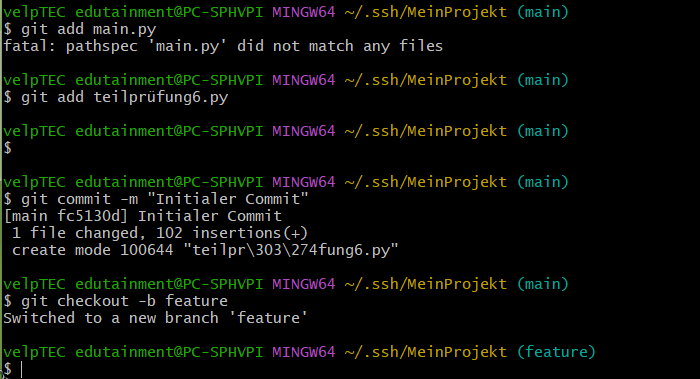 velpTEC edutainment@PC-SPHVPI MINGW64 ~/.ssh/MeinProjekt (main)
$ git add main.py
fatal: pathspec 'main.py' did not match any files
velpTEC edutainment@PC-SPHVPI MINGW64 ~/.ssh/MeinProjekt (main)
$ git add teilprüfung6.py
velpTEC edutainment@PC-SPHVPI MINGW64 ~/.ssh/MeinProjekt (main)
$
velpTEC edutainment@PC-SPHVPI MINGW64 ~/.ssh/MeinProjekt (main)
$ git commit -m "Initialer Commit"
[main fc5130d] Initialer Commit
 1 file changed, 102 insertions(+)
 create mode 100644 "teilpr\303\274fung6.py"
velpTEC edutainment@PC-SPHVPI MINGW64 ~/.ssh/MeinProjekt (main)
$ git checkout -b feature
Switched to a new branch 'feature'
velpTEC edutainment@PC-SPHVPI MINGW64 ~/.ssh/MeinProjekt (feature)
$